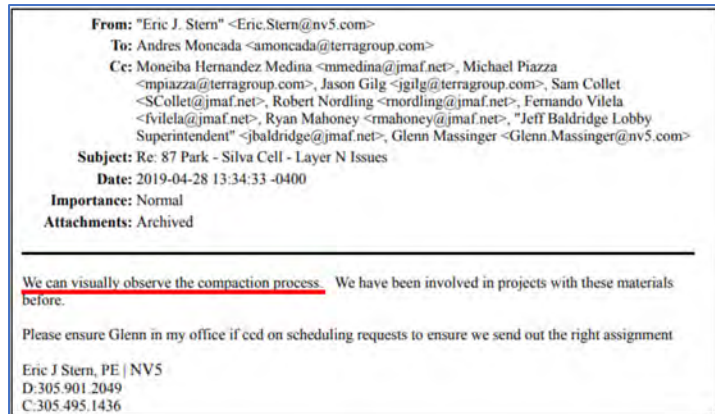 From: "Eric J. Stern" <Eric.Stern@nv5.com>
To: Andres Moncada <amoncada@terragroup.com>
Cc: Moneiba Hernandez Medina <mmedina@jmaf.net>, Michael Piazza
<mpiazza@terragroup.com>, Jason Gilg <jgilg@terragroup.com>, Sam Collet
<SCollet@jmaf.net>, Robert Nordling <rnordling@jmaf.net>, Fernando Vilela
<fvilela@jmaf.net>, Ryan Mahoney <rmahoney@jmaf.net>, "Jeff Baldridge Lobby
Superintendent" <jbaldridge@jmaf.net>, Glenn Massinger <Glenn.Massinger@nv5.com>
Subject: Re: 87 Park - Silva Cell - Layer N Issues
Date: 2019-04-28 13:34:33 -0400
Importance: Normal
Attachments: Archived
We can visually observe the compaction process. We have been involved in projects with these materials
before.
Please ensure Glenn in my office if ccd on scheduling requests to ensure we send out the right assignment
Eric J Stern, PE | NV5
D:305.901.2049
C:305.495.1436